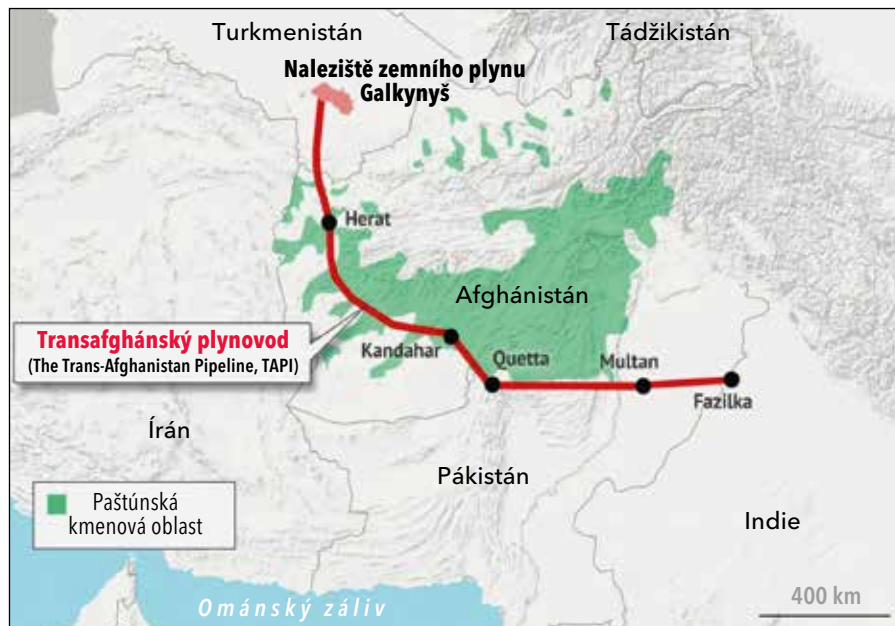 Turkmenistán
Tádžikistán
Naleziště zemního plynu
Galkynyš
Herat
Afghánistán
Transafghánský plynovod
(The Trans-Afghanistan Pipeline, TAPI)
Kandahar
Quetta
Multan
Fazilka
Írán
Pákistán
Paštúnská
kmenová oblast
Indie
Ománský záliv
400 km